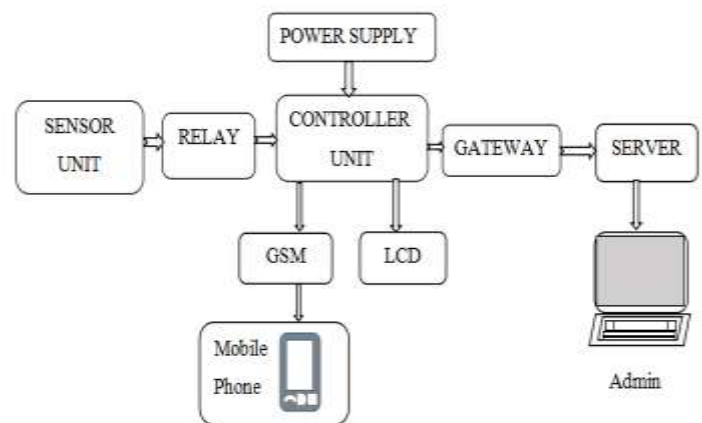 POWER SUPPLY
SENSOR
UNIT
RELAY
CONTROLLER
UNIT
GATEWAY
SERVER
GSM
LCD
Mobile
Phone
Admin